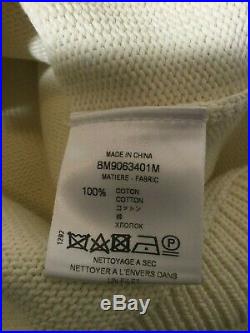 MADE IN CHINA
BM9063401M
MATIERE - FABRIC
100% COTON
COTTON
コットン
棉
ХЛОПОК
1292
NETTOYAGE A SEC
NETTOYER A L'ENVERS DANS
UN FILET